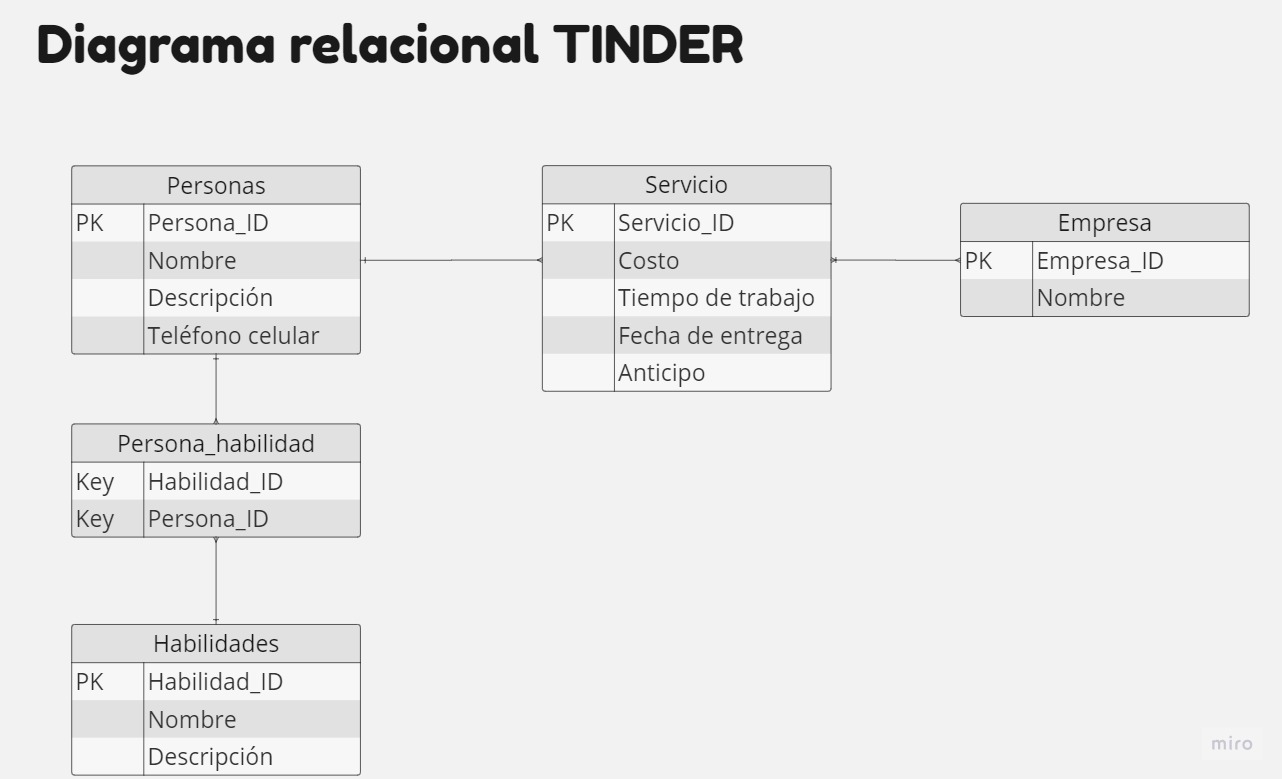 Diagrama relacional TINDER
Personas
PK Persona_ID
Nombre
Descripción
Teléfono celular
Servicio
PK Servicio_ID
Costo
Tiempo de trabajo
Fecha de entrega
Anticipo
Empresa
PK Empresa_ID
Nombre
Persona_habilidad
Key Habilidad_ID
Key Persona_ID
Habilidades
PK Habilidad_ID
Nombre
Descripción
miro